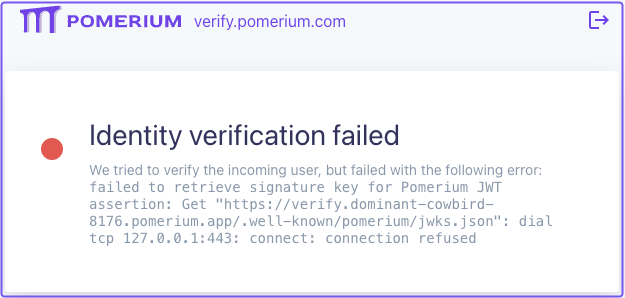 POMERIUM verify.pomerium.com
Identity verification failed
We tried to verify the incoming user, but failed with the following error:
failed to retrieve signature key for Pomerium JWT
assertion: Get "https://verify.dominant-cowbird-
8176.pomerium.app/.well-known/pomerium/jwks.json": dial
tcp 127.0.0.1:443: connect: connection refused